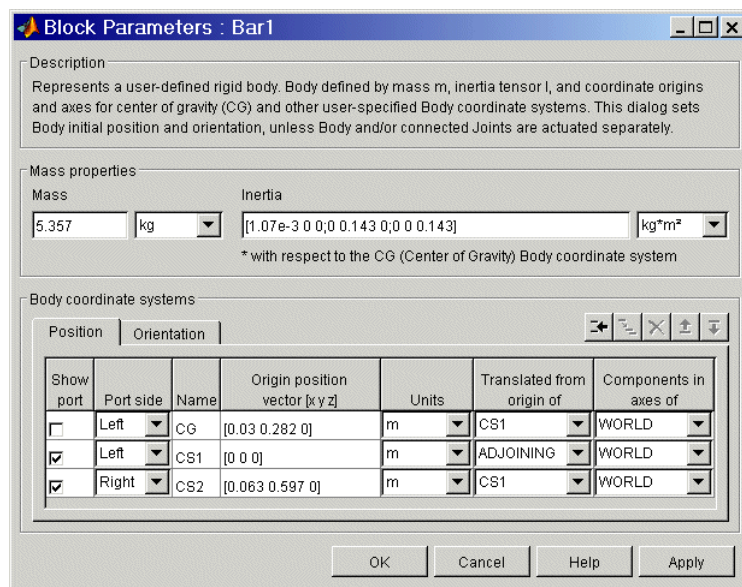 Block Parameters : Bar1
Description
Represents a user-defined rigid body. Body defined by mass m, inertia tensor I, and coordinate origins
and axes for center of gravity (CG) and other user-specified Body coordinate systems. This dialog sets
Body initial position and orientation, unless Body and/or connected Joints are actuated separately.
Mass properties
Mass Inertia
5.357 kg [1.07e-3 0 0;0 0.143 0;0 0 0.143] kg*m²
* with respect to the CG (Center of Gravity) Body coordinate system
Body coordinate systems
Position Orientation
Show port Port side Name Origin position vector [x y z] Units Translated from origin of Components in axes of
Left CG [0.03 0.282 0] m CS1 WORLD
Left CS1 [0 0 0] m ADJOINING WORLD
Right CS2 [0.063 0.597 0] m CS1 WORLD
OK Cancel Help Apply